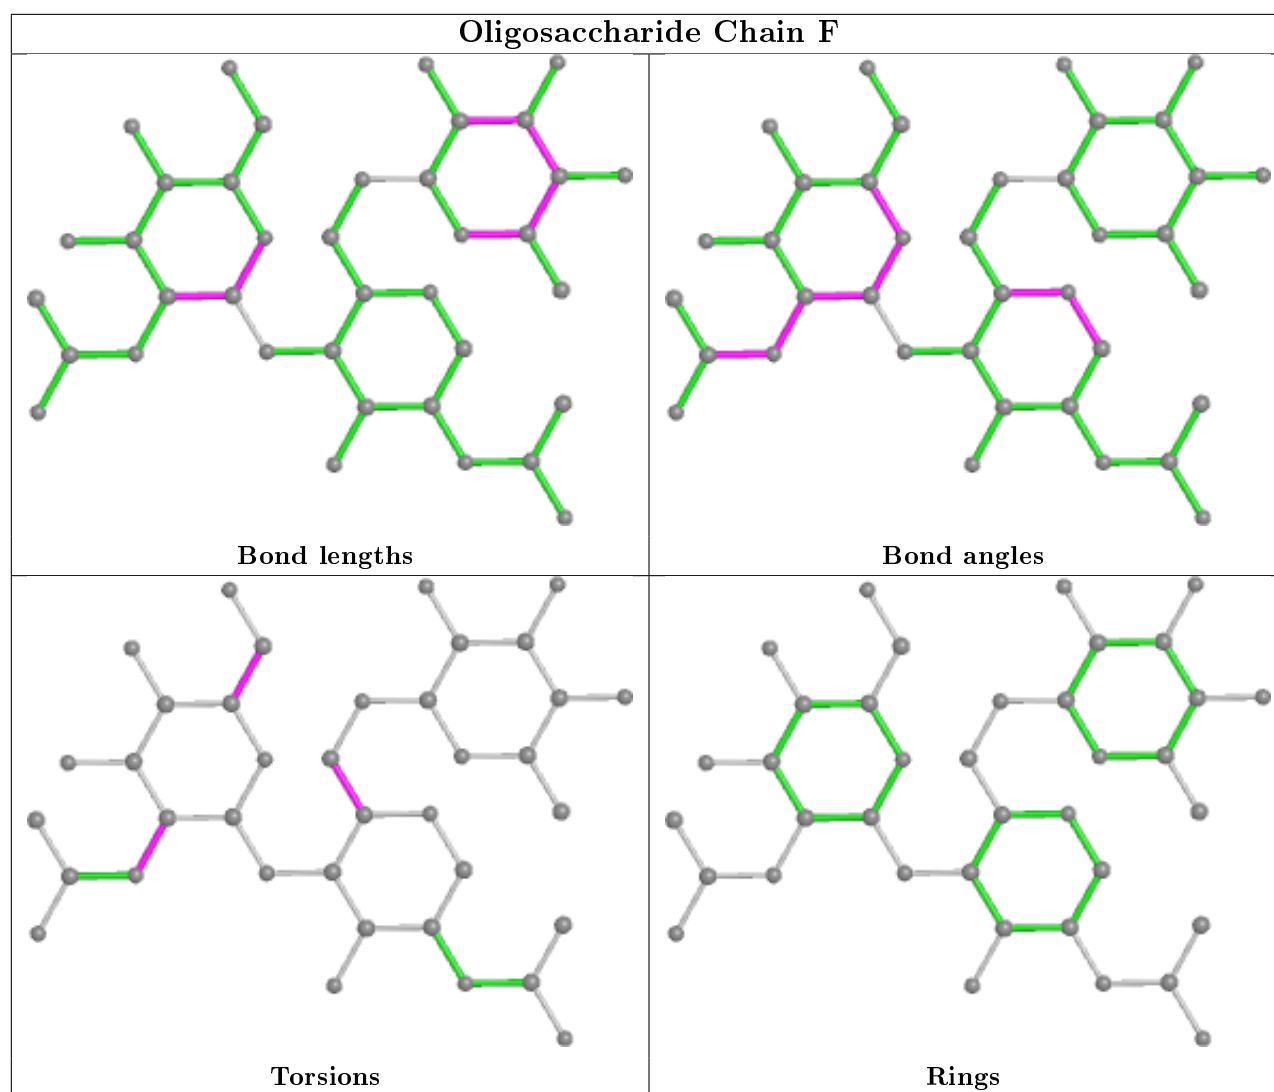 Oligosaccharide Chain F
Bond lengths
Bond angles
Torsions
Rings